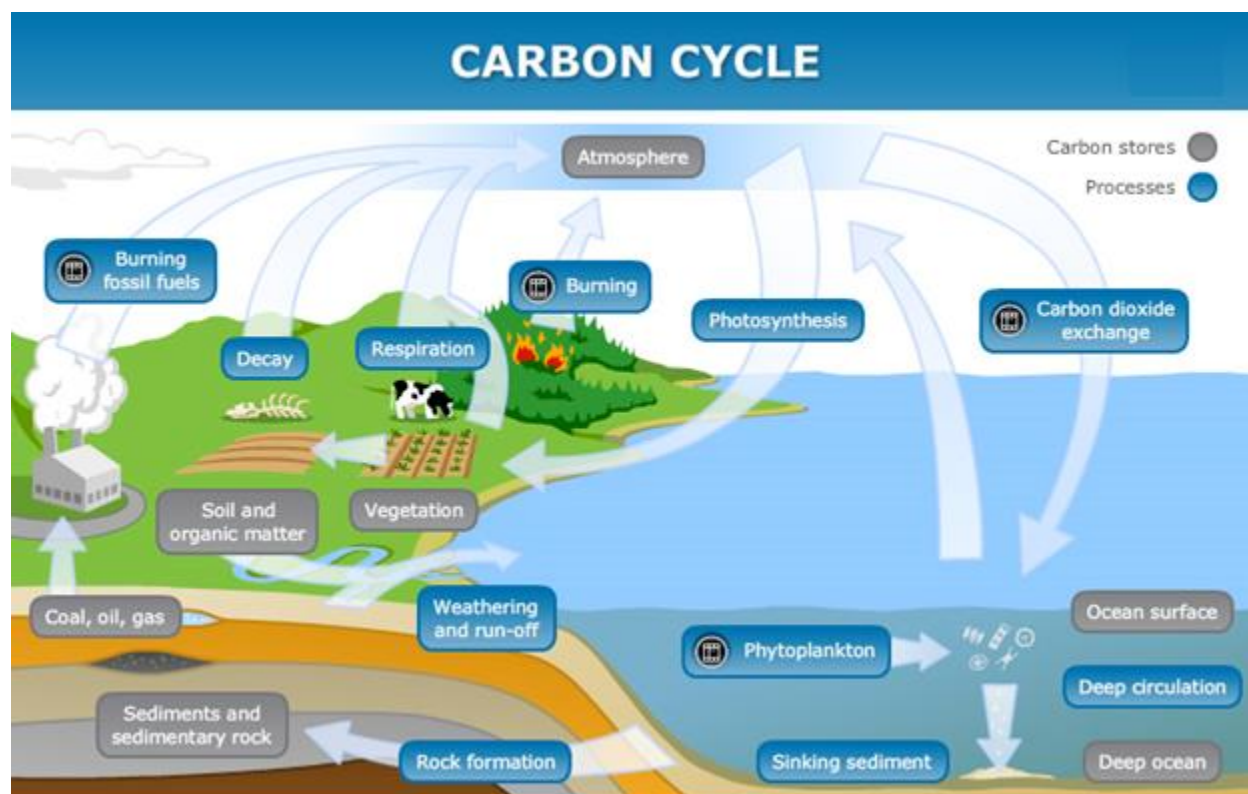 CARBON CYCLE
Atmosphere
Carbon stores
Processes
Burning
fossil fuels
Burning
Photosynthesis
Carbon dioxide
exchange
Decay
Respiration
Soil and
organic matter
Vegetation
Coal, oil, gas
Weathering
and run-off
Ocean surface
Phytoplankton
Deep circulation
Sediments and
sedimentary rock
Rock formation
Sinking sediment
Deep ocean